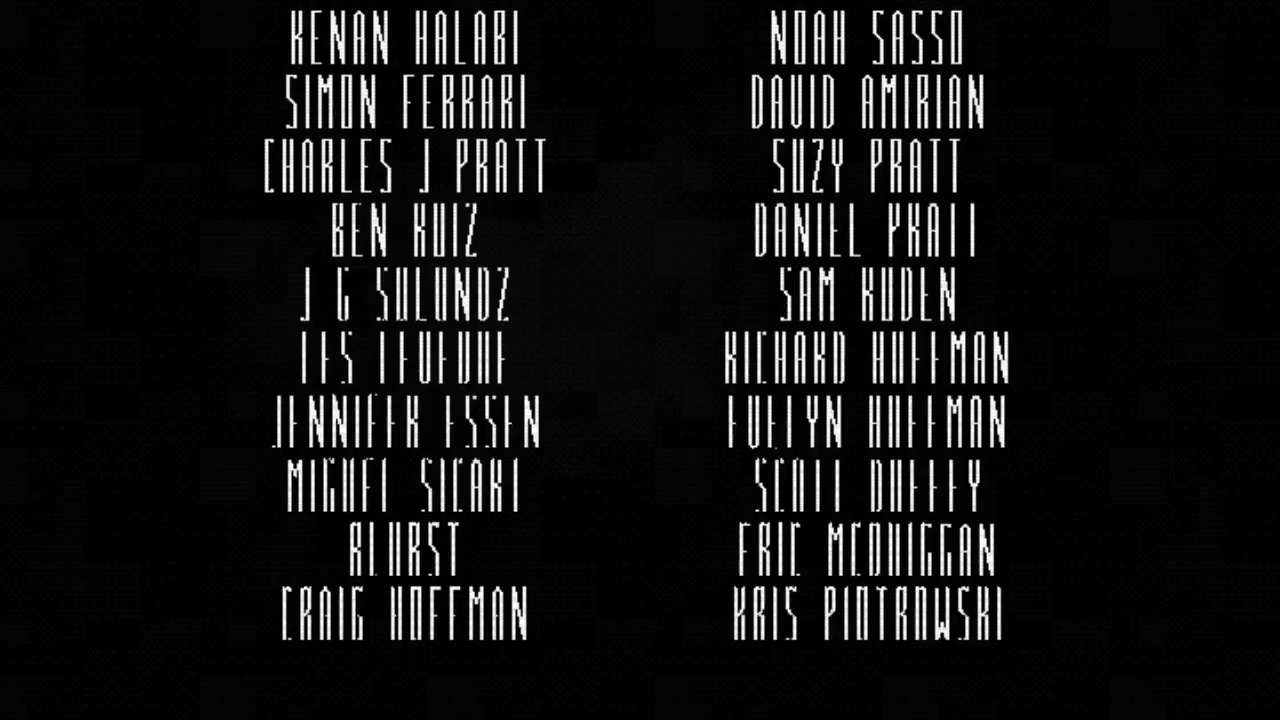 KENAN HALABI
SIMON FERRARI
CHARLES J PRATT
BEN RUIZ
J G
JENNIFER ESSEN
MIGUEL SICART
CRAIG HOFFMAN
NOAH SASSO
DAVID AMIRIAN
SUZY PRATT
DANIEL PRATT
SAM RODEN
RICHARD HOFFMAN
EVELYN HOFFMAN
SCOTT DUFFY
ERIC MCQUIGGAN
KRIS PIOTROWSKI